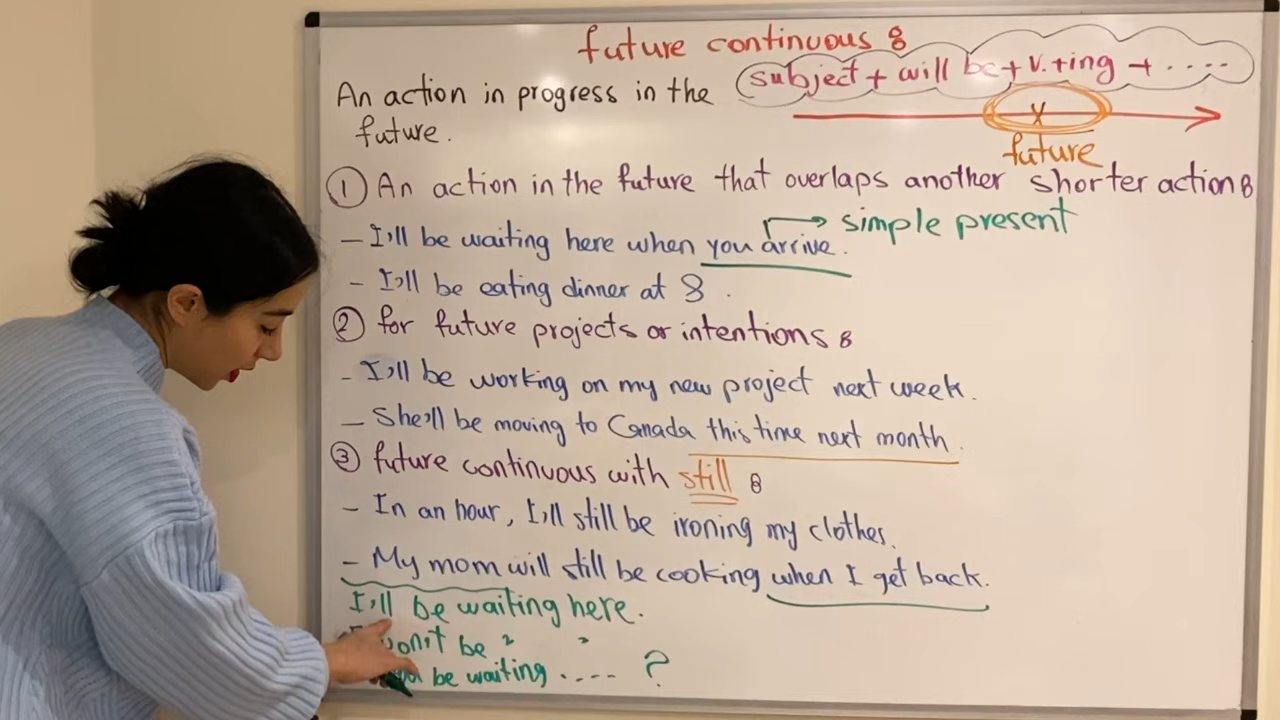 future continuous :
subject + will be + v.+ing + ....
An action in progress in the
future.
x
future
① An action in the future that overlaps another shorter action :
simple present
- I'll be waiting here when you arrive.
- I'll be eating dinner at 8.
② for future projects or intentions :
- I'll be working on my new project next week.
- She'll be moving to Canada this time next month.
③ future continuous with still :
- In an hour, I'll still be ironing my clothes.
- My mom will still be cooking when I get back.
I'll be waiting here.
won't be " "
be waiting .... ?